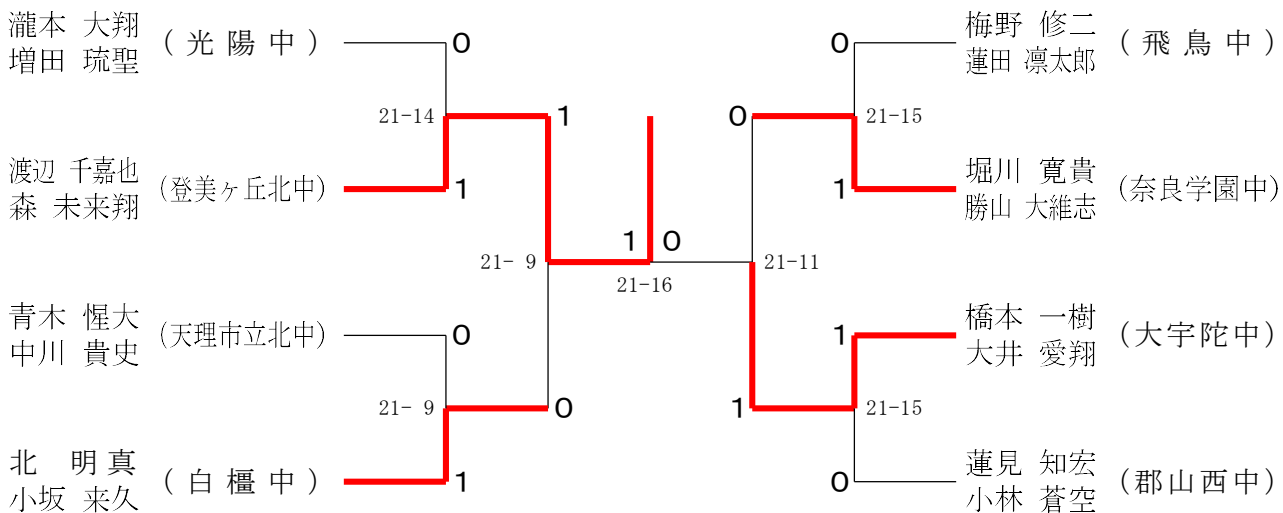 瀧本 大翔
増田 琉聖
(光陽中)
0
21-14
1
渡辺 千嘉也
森 未来翔
(登美ヶ丘北中)
1
21- 9
青木 惺大
中川 貴史
(天理市立北中)
0
21- 9
0
北 明真
小坂 来久
(白橿中)
1
1 0
21-16
梅野 修二
蓮田 凛太郎
(飛鳥中)
0
0
21-15
堀川 寛貴
勝山 大維志
(奈良学園中)
1
21-11
橋本 一樹
大井 愛翔
(大宇陀中)
1
1
21-15
蓮見 知宏
小林 蒼空
(郡山西中)
0